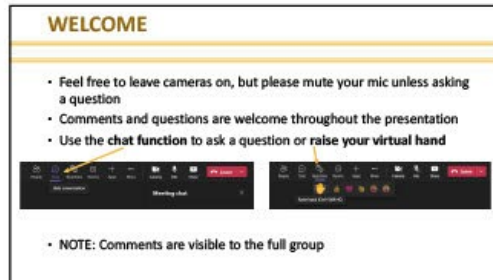 WELCOME
• Feel free to leave cameras on, but please mute your mic unless asking
a question
• Comments and questions are welcome throughout the presentation
• Use the chat function to ask a question or raise your virtual hand
Meeting chat
• NOTE: Comments are visible to the full group